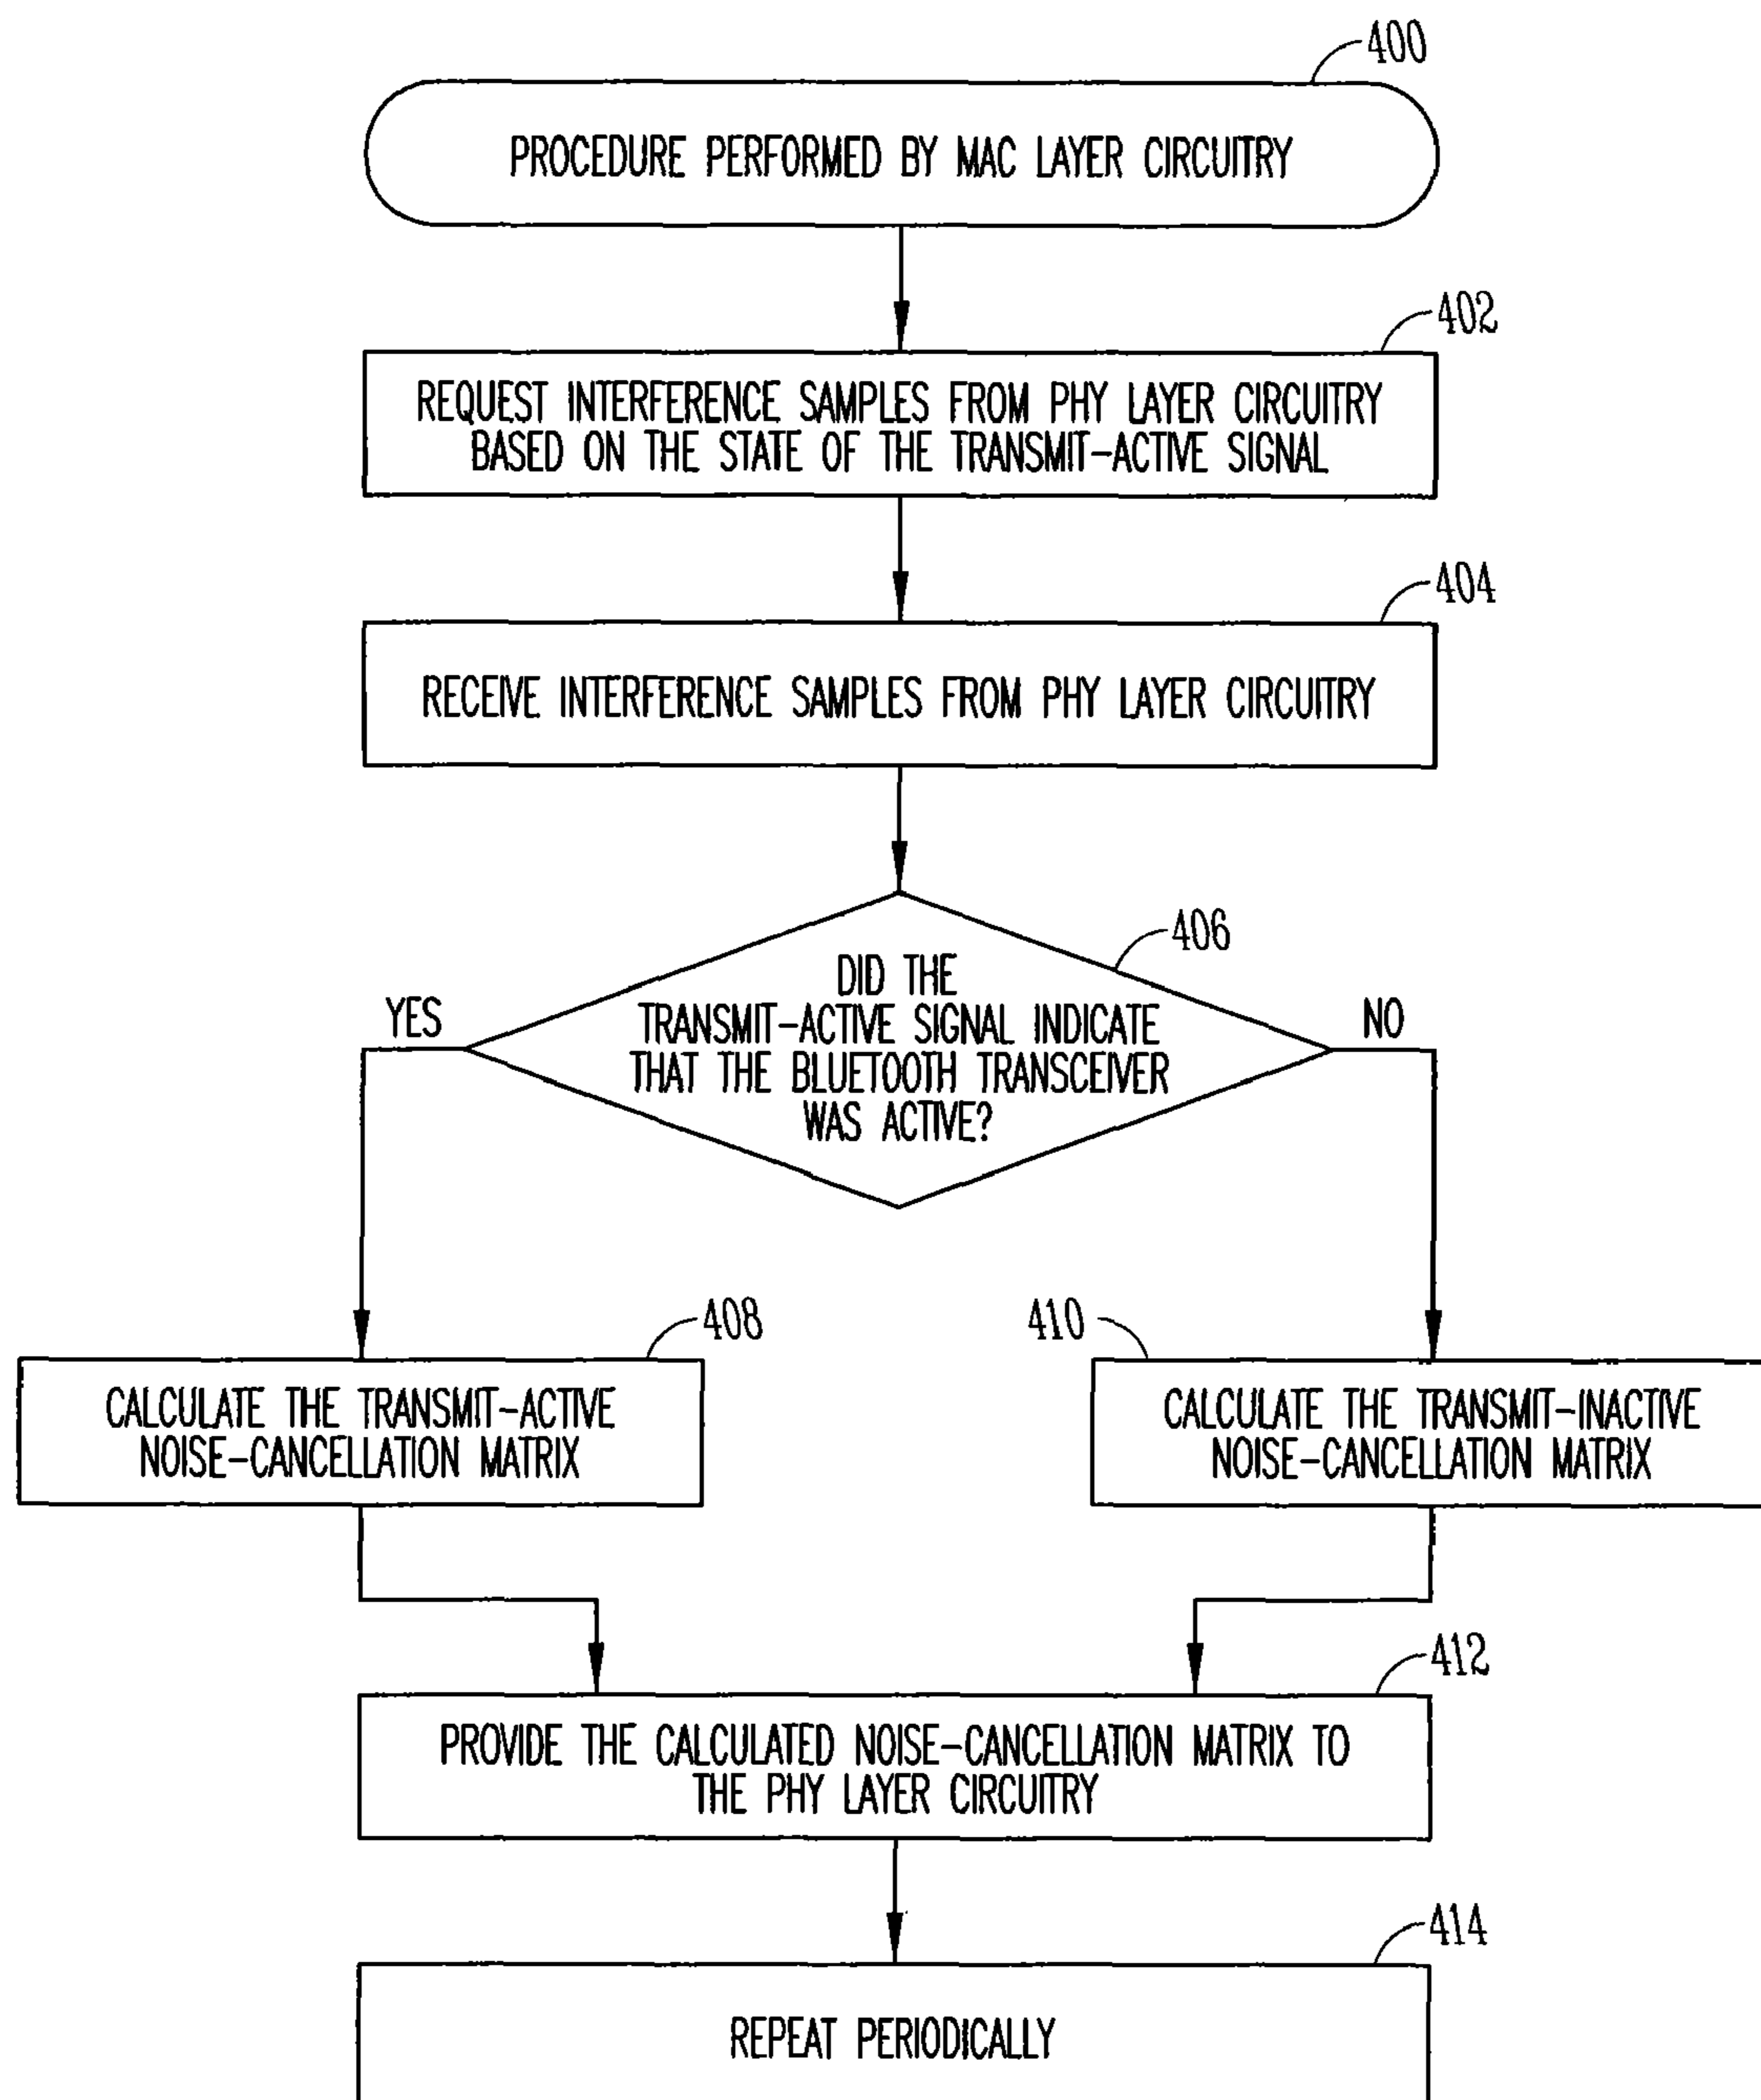 400
PROCEDURE PERFORMED BY MAC LAYER CIRCUITRY
402
REQUEST INTERFERENCE SAMPLES FROM PHY LAYER CIRCUITRY
BASED ON THE STATE OF THE TRANSMIT-ACTIVE SIGNAL
404
RECEIVE INTERFERENCE SAMPLES FROM PHY LAYER CIRCUITRY
406
DID THE
TRANSMIT-ACTIVE SIGNAL INDICATE
THAT THE BLUETOOTH TRANSCEIVER
WAS ACTIVE?
YES
NO
408
CALCULATE THE TRANSMIT-ACTIVE
NOISE-CANCELLATION MATRIX
410
CALCULATE THE TRANSMIT-INACTIVE
NOISE-CANCELLATION MATRIX
412
PROVIDE THE CALCULATED NOISE-CANCELLATION MATRIX TO
THE PHY LAYER CIRCUITRY
414
REPEAT PERIODICALLY